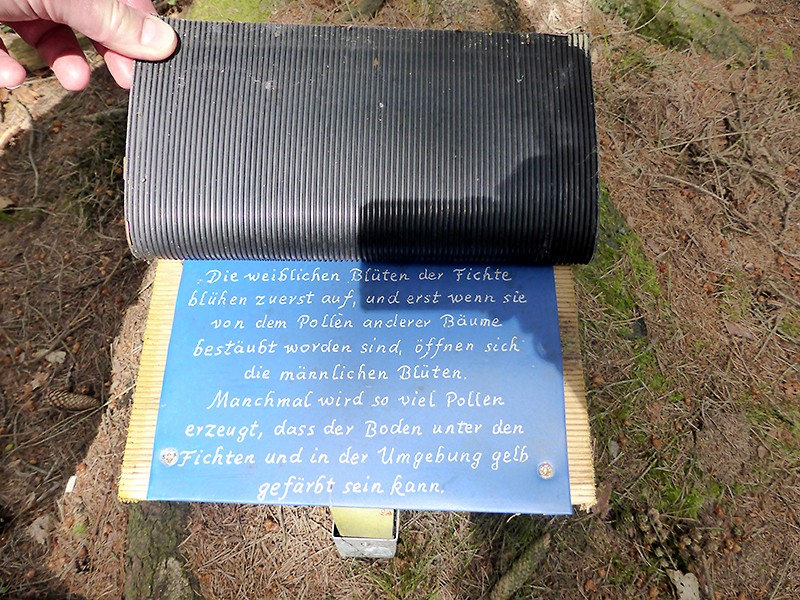 Die weiblichen Blüten der Fichte
blühen zuerst auf, und erst wenn sie
von dem Pollen anderer Bäume
bestäubt worden sind, öffnen sich
die männlichen Blüten.
Manchmal wird so viel Pollen
erzeugt, dass der Boden unter den
Fichten und in der Umgebung gelb
gefärbt sein kann.